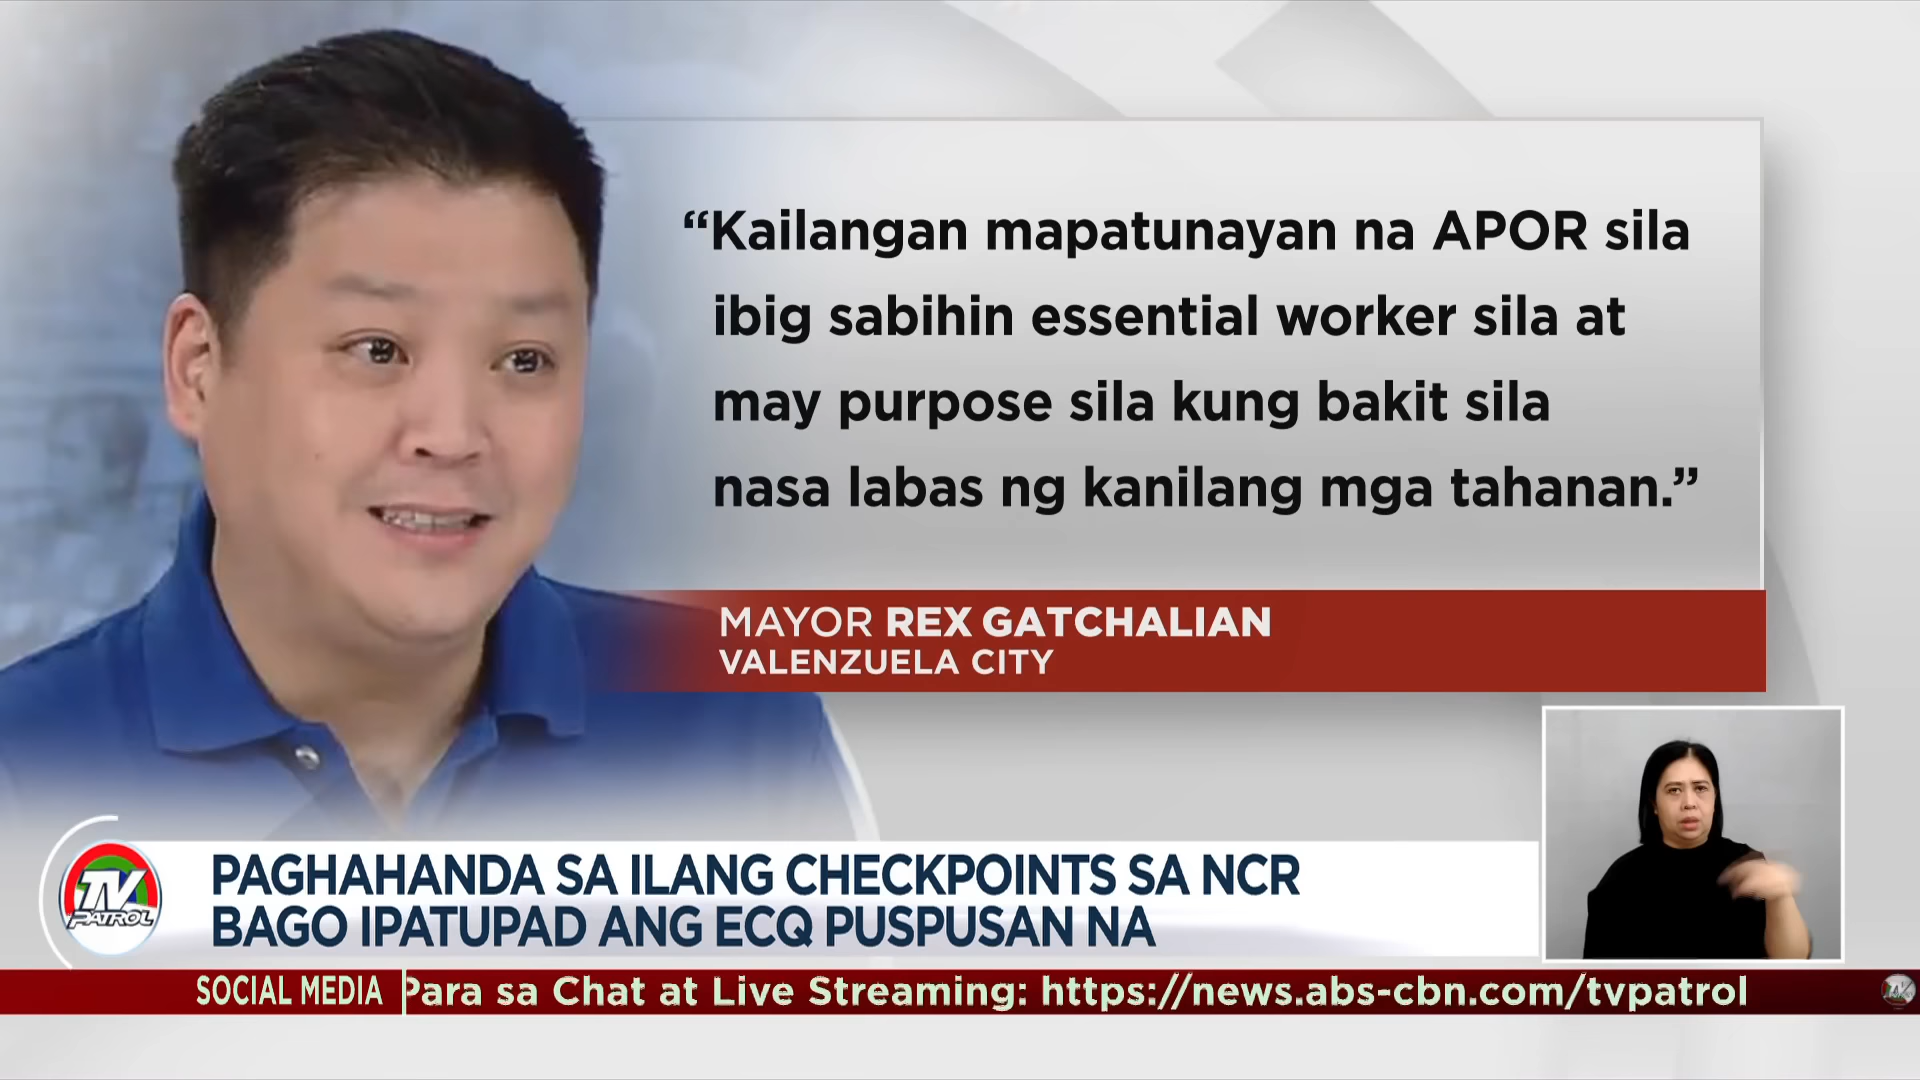 “Kailangan mapatunayan na APOR sila
ibig sabihin essential worker sila at
may purpose sila kung bakit sila
nasa labas ng kanilang mga tahanan.”
MAYOR REX GATCHALIAN
VALENZUELA CITY
TV PATROL
PAGHAHANDA SA ILANG CHECKPOINTS SA NCR
BAGO IPATUPAD ANG ECQ PUSPUSAN NA
SOCIAL MEDIA
Para sa Chat at Live Streaming: https://news.abs-cbn.com/tvpatrol